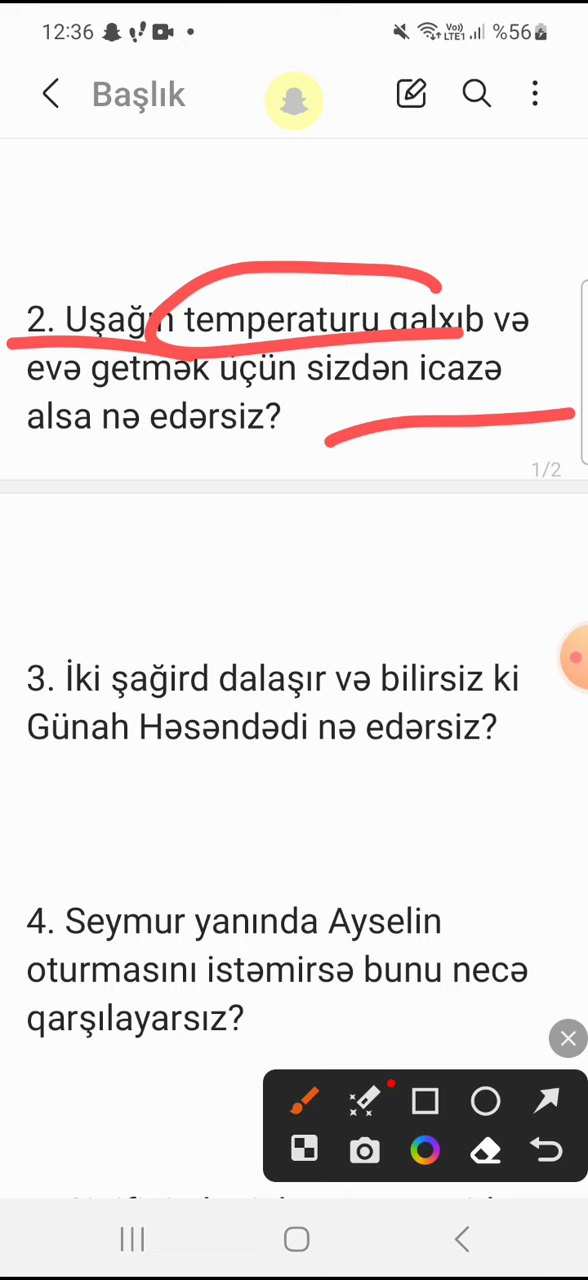 12:36
Vo))
LTE1
%56
Başlık
2. Uşağın temperaturu qalxıb və
evə getmək üçün sizdən icazə
alsa nə edərsiz?
1/2
3. İki şagird dalaşır və bilirsiz ki
Günah Həsəndədi nə edərsiz?
4. Seymur yanında Ayselin
oturmasını istəmirsə bunu necə
qarşılayarsız?